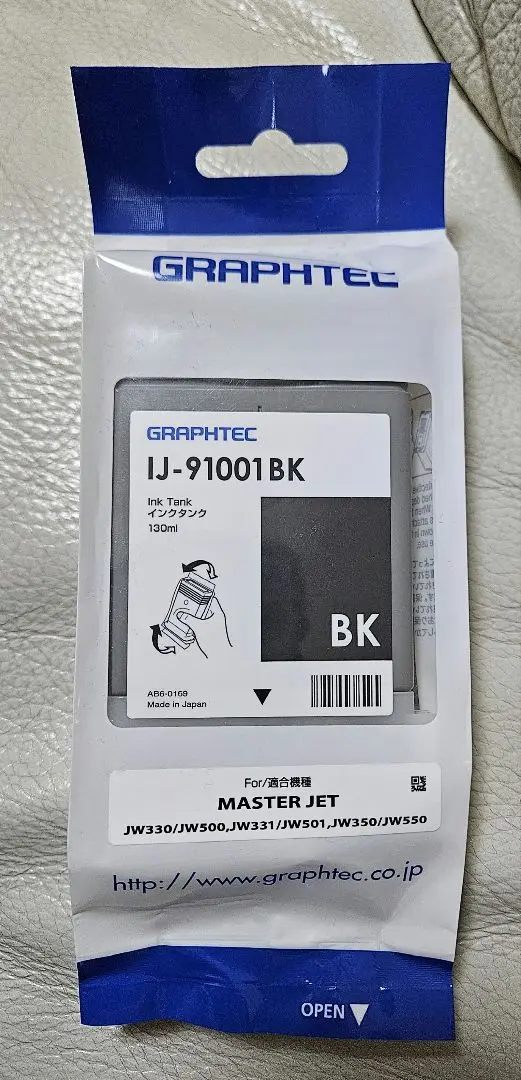 GRAPHTEC
GRAPHTEC
IJ-91001BK
Ink Tank
インクタンク
130ml
BK
AB6-0169
Made in Japan
For/適合機種
MASTER JET
JW330/JW500,JW331/JW501,JW350/JW550
http://www.graphtec.co.jp
OPEN